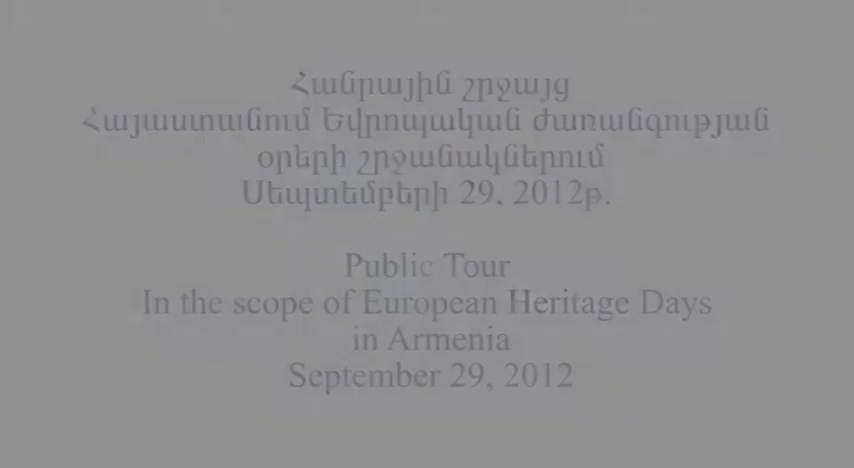 Հանրային շրջայց
Հայաստանում Եվրոպական ժառանգության
օրերի շրջանակներում
Սեպտեմբերի 29, 2012թ.
Public Tour
In the scope of European Heritage Days
in Armenia
September 29, 2012